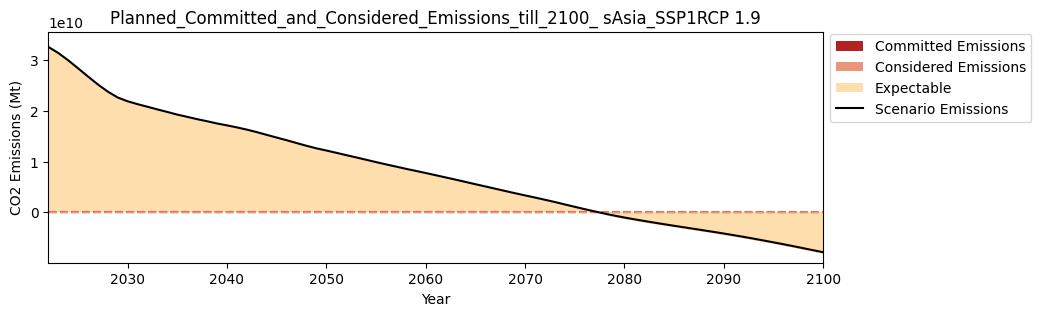 Planned_Committed_and_Considered_Emissions_till_2100_ sAsia_SSP1RCP 1.9
1e10
3
2
1
0
CO2 Emissions (Mt)
2030 2040 2050 2060 2070 2080 2090 2100
Year
Committed Emissions
Considered Emissions
Expectable
Scenario Emissions